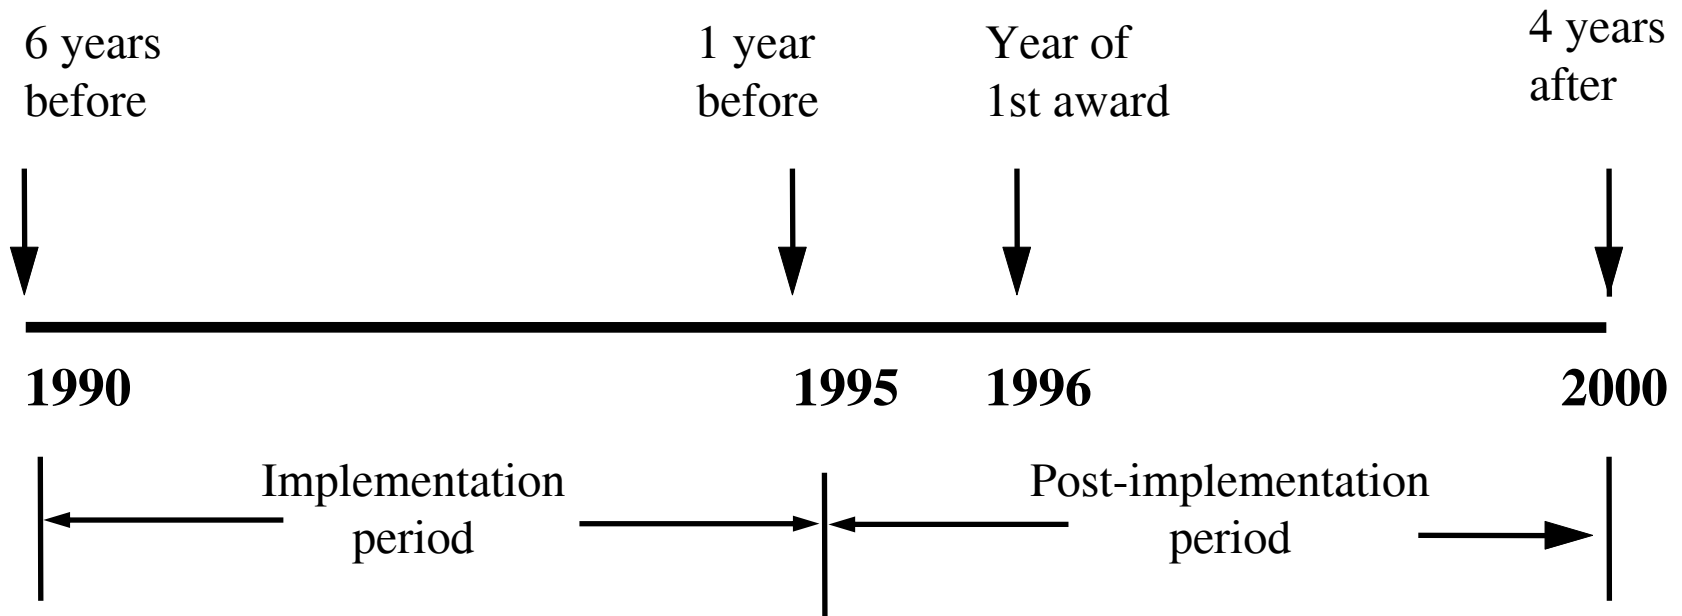 6 years
before
1 year
before
Year of
1st award
4 years
after
1990
1995
1996
2000
Implementation
period
Post-implementation
period